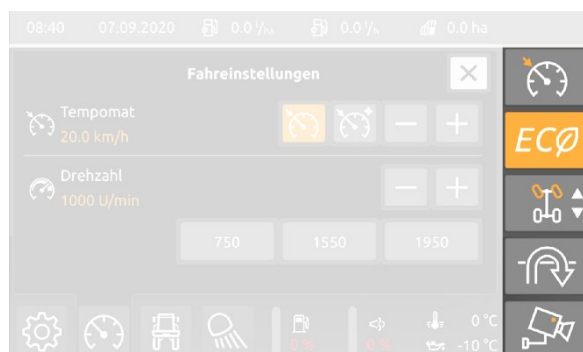 08:40 07.09.2020 0.0 l/ha 0.0 l/h 0.0 ha
Fahreinstellungen
Tempomat
20.0 km/h
ECO
Drehzahl
1000 U/min
750 1550 1950
0 % 0 % 0 °C
-10 °C